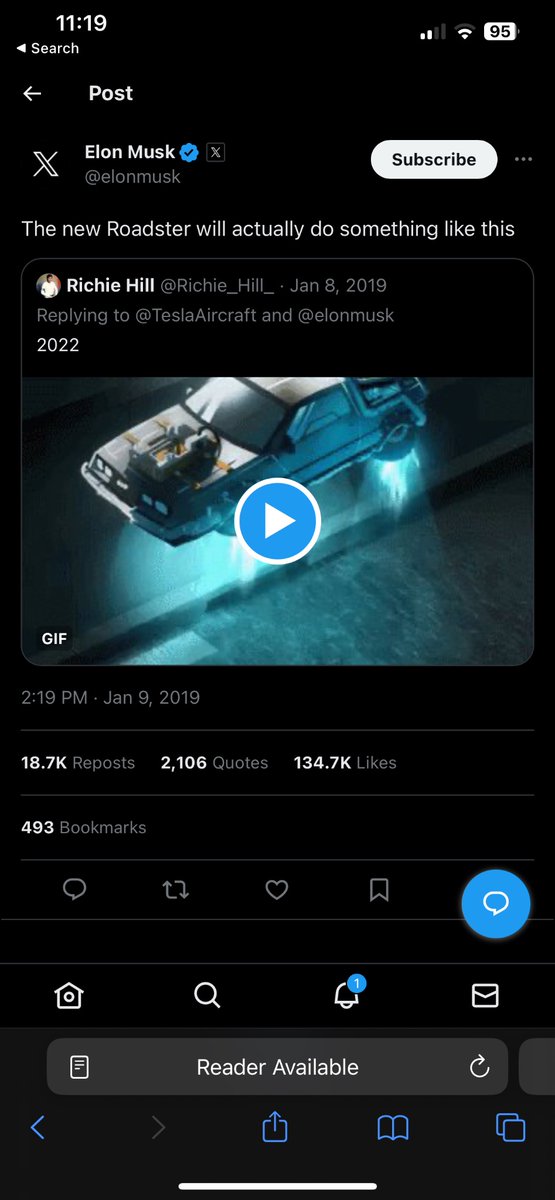 11:19
95
◀ Search
Post
Elon Musk
@elonmusk
Subscribe
The new Roadster will actually do something like this
Richie Hill @Richie_Hill_ · Jan 8, 2019
Replying to @TeslaAircraft and @elonmusk
2022
GIF
2:19 PM · Jan 9, 2019
18.7K Reposts 2,106 Quotes 134.7K Likes
493 Bookmarks
1
Reader Available